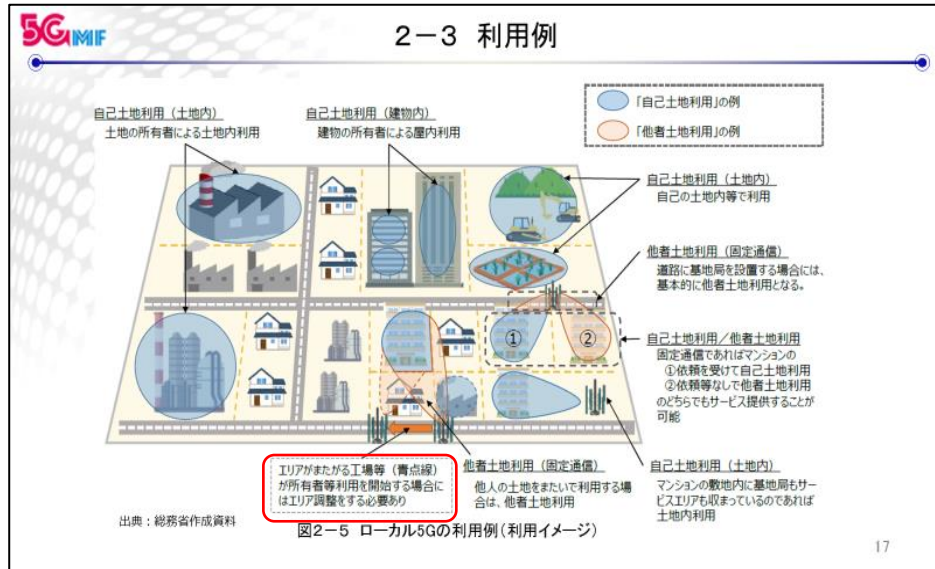 5GMF
2－3 利用例
「自己土地利用」の例
「他者土地利用」の例
自己土地利用（土地内）
土地の所有者による土地内利用
自己土地利用（建物内）
建物の所有者による屋内利用
自己土地利用（土地内）
自己の土地内等で利用
他者土地利用（固定通信）
道路に基地局を設置する場合には、
基本的に他者土地利用となる。
①
②
自己土地利用／他者土地利用
固定通信であればマンションの
①依頼を受けて自己土地利用
②依頼等なしで他者土地利用
のどちらでもサービス提供することが
可能
エリアがまたがる工場等（青点線）
が所有者等利用を開始する場合に
はエリア調整をする必要あり
他者土地利用（固定通信）
他人の土地をまたいで利用する場
合は、他者土地利用
自己土地利用（土地内）
マンションの敷地内に基地局もサー
ビスエリアも収まっているのであれば
土地内利用
出典：総務省作成資料
図2－5 ローカル5Gの利用例（利用イメージ）
17